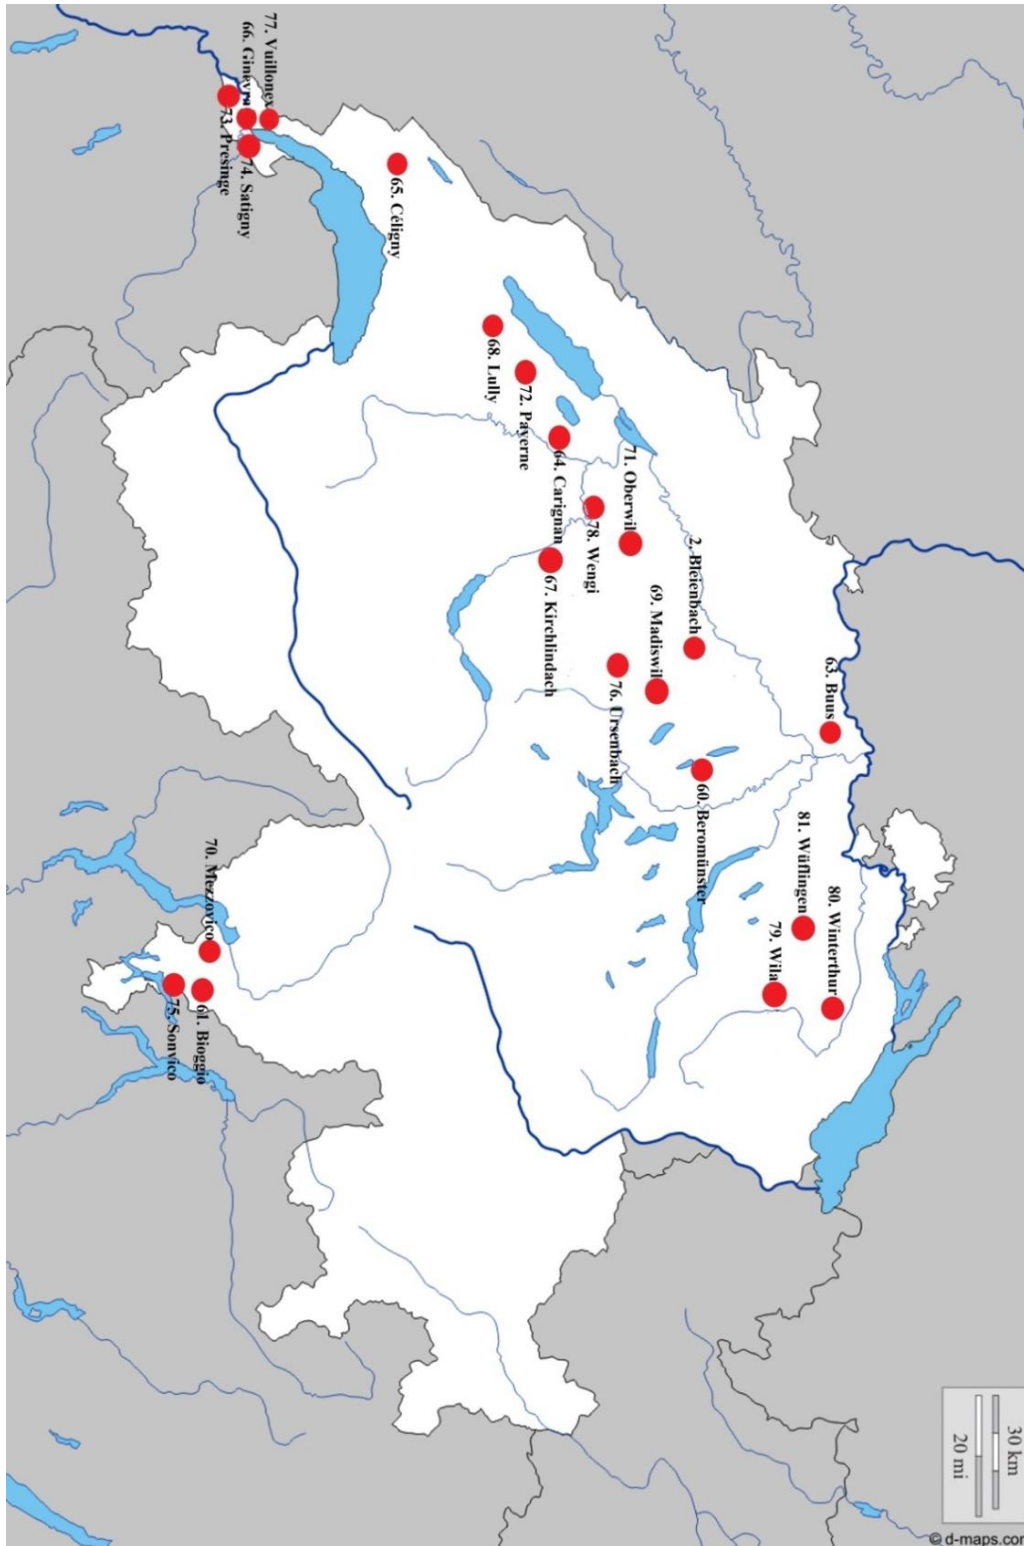 77. Vuillonex
66. Ginevra
73. Presinge
74. Satigny
65. Céligny
68. Lully
72. Payerne
64. Carignan
71. Oberwil
78. Wengi
67. Kirchlindach
2. Bleienbach
69. Madiswil
76. Ursenbach
63. Buus
60. Beromünster
81. Wüflingen
80. Winterthur
79. Wila
70. Mezzovico
61. Bioggio
75. Sonvico
30 km
20 mi
© d-maps.com